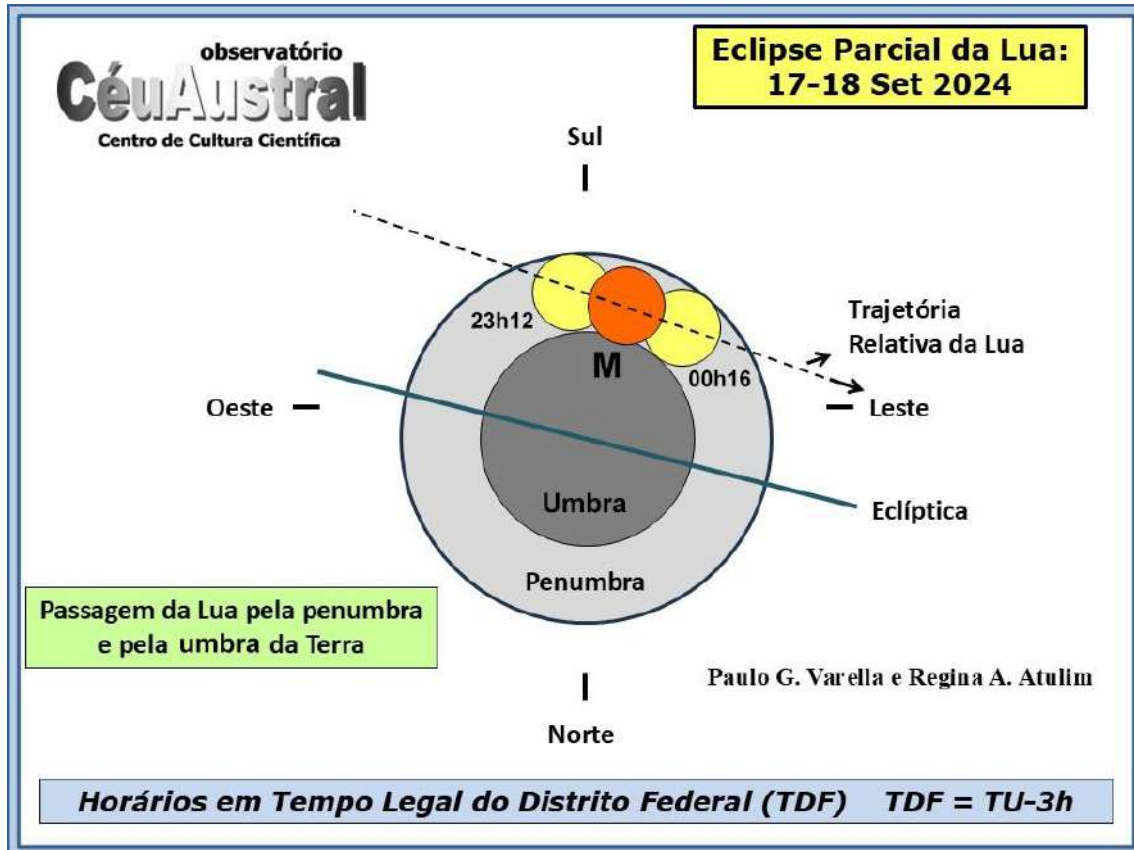 observatório
CéuAustral
Centro de Cultura Científica
Eclipse Parcial da Lua:
17-18 Set 2024
Sul
23h12
M
00h16
Trajetória
Relativa da Lua
Oeste
Leste
Umbra
Eclíptica
Penumbra
Passagem da Lua pela penumbra
e pela umbra da Terra
Paulo G. Varella e Regina A. Atulim
Norte
Horários em Tempo Legal do Distrito Federal (TDF) TDF = TU-3h